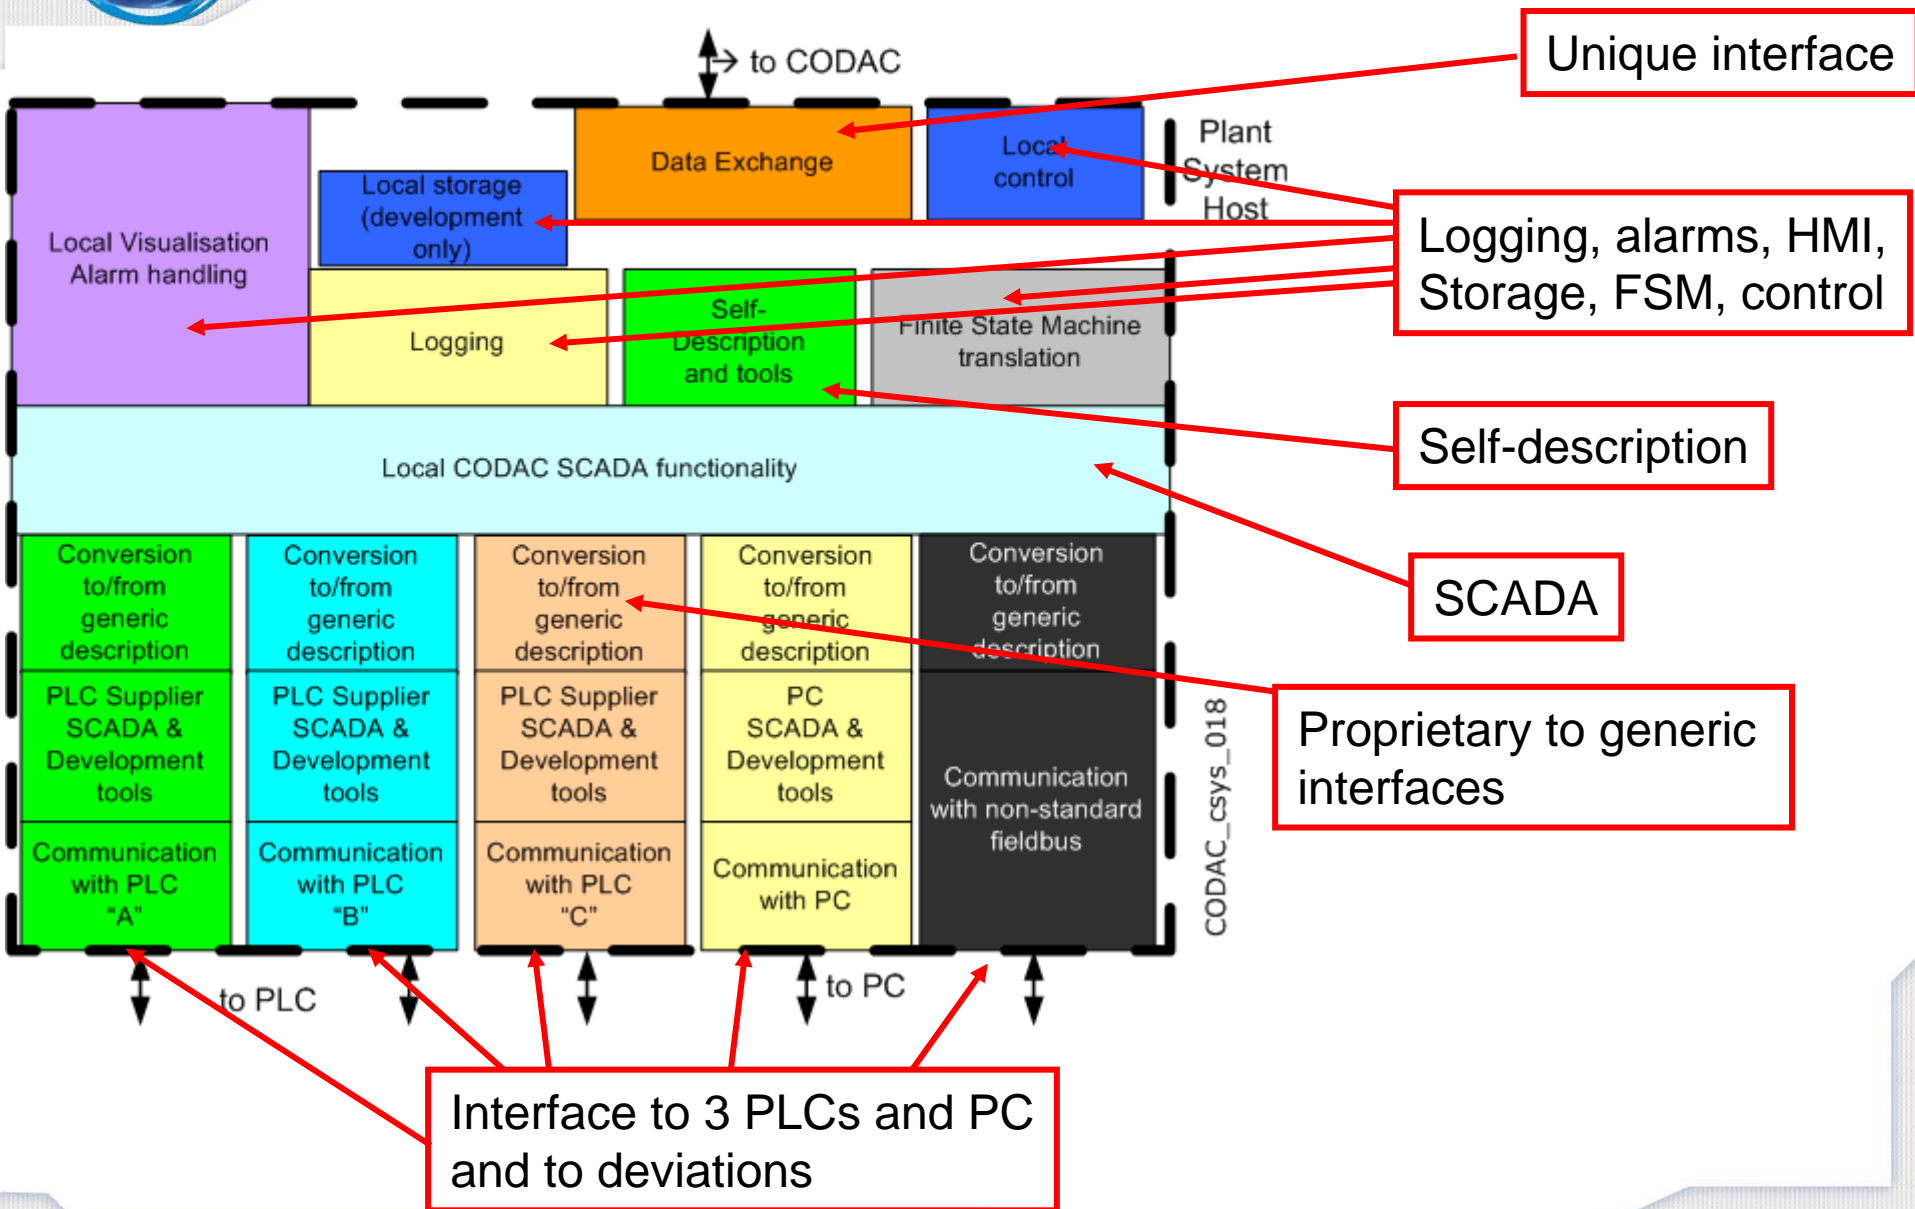 to CODAC
Unique interface
Data Exchange
Local
control
Plant
System
Host
Local storage
(development
only)
Local Visualisation
Alarm handling
Logging, alarms, HMI,
Storage, FSM, control
Logging
Self-
Description
and tools
Finite State Machine
translation
Self-description
Local CODAC SCADA functionality
SCADA
Conversion
to/from
generic
description
Conversion
to/from
generic
description
Conversion
to/from
generic
description
Conversion
to/from
generic
description
Conversion
to/from
generic
description
PLC Supplier
SCADA &
Development
tools
PLC Supplier
SCADA &
Development
tools
PLC Supplier
SCADA &
Development
tools
PC
SCADA &
Development
tools
Communication
with non-standard
fieldbus
Proprietary to generic
interfaces
Communication
with PLC
“A”
Communication
with PLC
“B”
Communication
with PLC
“C”
Communication
with PC
CODAC_csys_018
to PLC
to PC
Interface to 3 PLCs and PC
and to deviations